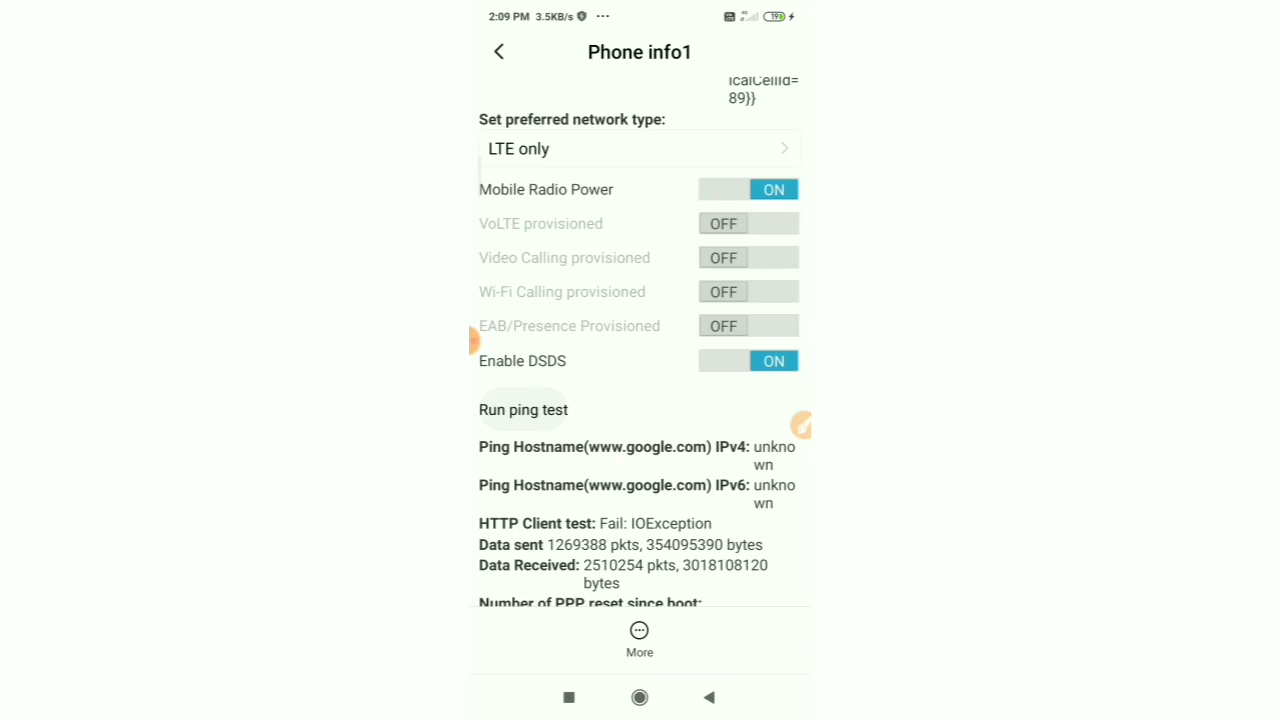 2:09 PM 3.5KB/s ...
4G 19
Phone info1
icalCellId=
89}}
Set preferred network type:
LTE only
Mobile Radio Power ON
VoLTE provisioned OFF
Video Calling provisioned OFF
Wi-Fi Calling provisioned OFF
EAB/Presence Provisioned OFF
Enable DSDS ON
Run ping test
Ping Hostname(www.google.com) IPv4: unkno
wn
Ping Hostname(www.google.com) IPv6: unkno
wn
HTTP Client test: Fail: IOException
Data sent 1269388 pkts, 354095390 bytes
Data Received: 2510254 pkts, 3018108120
bytes
Number of PPP reset since boot:
More